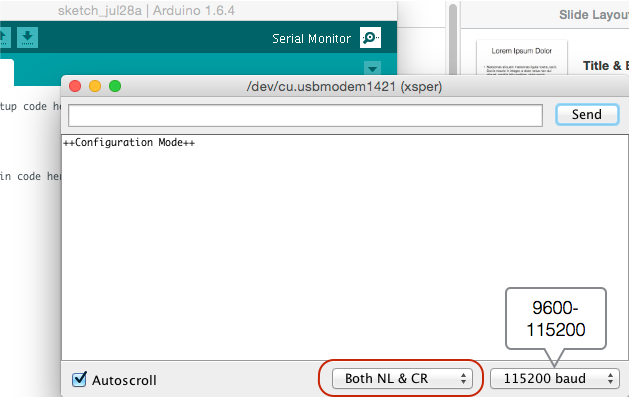 sketch_jul28a | Arduino 1.6.4
Slide Layou
Serial Monitor
Lorem Ipsum Dolor
Title & B
/dev/cu.usbmodem1421 (xsper)
tup code he
Send
++Configuration Mode++
in code her
9600-
115200
Autoscroll
Both NL & CR
115200 baud